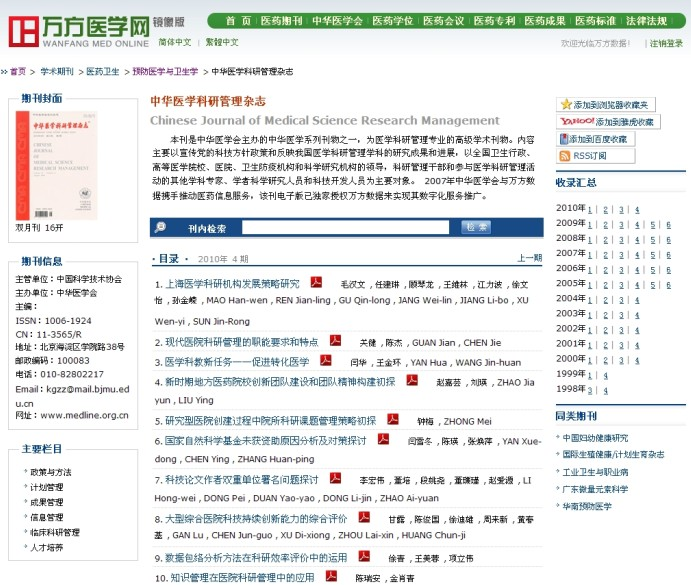 万方医学网 镜像版
WANFANG MED ONLINE 简体中文 | 繁體中文
首 页 | 医药期刊 | 中华医学会 | 医药学位 | 医药会议 | 医药专利 | 医药成果 | 医药标准 | 法律法规 |
欢迎光临万方数据! | 注销登录
首页 > 学术期刊 > 医药卫生 > 预防医学与卫生学 > 中华医学科研管理杂志
期刊封面
中华医学科研管理杂志
CHINESE
JOURNAL
OF MEDICAL
SCIENCE RESEARCH
MANAGEMENT
双月刊 16开
期刊信息
主管单位:中国科学技术协会
主办单位:中华医学会
主编:
ISSN:1006-1924
CN:11-3565/R
地址:北京海淀区学院路38号
邮政编码:100083
电话:010-82802217
Email:kgzz@mail.bjmu.ed
u.cn
网址:www.medline.org.cn
主要栏目
政策与方法
计划管理
成果管理
信息管理
临床科研管理
人才培养
中华医学科研管理杂志
Chinese Journal of Medical Science Research Management
本刊是中华医学会主办的中华医学系列刊物之一，为医学科研管理专业的高级学术刊物。内容
主要以宣传党的科技方针政策和反映我国医学科研管理学科的研究成果和进展，以全国卫生行政、
高等医学院校、医院、卫生防疫机构和科学研究机构的领导，科研管理干部和参与医学科研管理活
动的其他学科专家、学者科学研究人员和科技开发人员为主要对象。 2007年中华医学会与万方数
据携手推动医药信息服务，该刊电子版已独家授权万方数据来实现其数字化服务推广。
刊内检索 检 索
· 目录 · 2010年 4期 上一期
1. 上海医学科研机构发展策略研究 毛汉文 , 任建琳 , 顾琴龙 , 王维林 , 江力波 , 徐文
怡 , 孙金嵘 , MAO Han-wen , REN Jian-ling , GU Qin-long , JANG Wei-lin , JIANG Li-bo , XU
Wen-yi , SUN Jin-Rong
2. 现代医院科研管理的职能要求和特点 关健 , 陈杰 , GUAN Jian , CHEN Jie
3. 医学科教新任务——促进转化医学 闫华 , 王金环 , YAN Hua , WANG Jin-huan
4. 新时期地方医药院校创新团队建设和团队精神构建初探 赵嘉芸 , 刘瑛 , ZHAO Jia
yun , LIU Ying
5. 研究型医院创建过程中院所科研课题管理策略初探 钟梅 , ZHONG Mei
6. 国家自然科学基金未获资助原因分析及对策探讨 闫雪冬 , 陈瑛 , 张焕萍 , YAN Xue-
dong , CHEN Ying , ZHANG Huan-ping
7. 科技论文作者双重单位署名问题探讨 李宏伟 , 董培 , 段桃尧 , 董瑾瑾 , 赵爱源 , LI
Hong-wei , DONG Pei , DUAN Yao-yao , DONG Li-jin , ZHAO Ai-yuan
8. 大型综合医院科技持续创新能力的综合评价 甘露 , 陈俊国 , 徐迪雄 , 周来新 , 黄春
基 , GAN Lu , CHEN Jun-guo , XU Di-xiong , ZHOU Lai-xin , HUANG Chun-ji
9. 数据包络分析方法在科研效率评价中的运用 徐青 , 王美蓉 , 项立伟
10. 知识管理在医院科研管理中的应用 陈瑞安 , 金肖青
添加到浏览器收藏夹
YAHOO! 添加到雅虎收藏
添加到百度收藏
RSS订阅
收录汇总
2010年 1 | 2 | 3 | 4
2009年 1 | 2 | 3 | 4 | 5 | 6
2008年 1 | 2 | 3 | 4 | 5 | 6
2007年 1 | 2 | 3 | 4 | 5 | 6
2006年 1 | 2 | 3 | 4 | 5 | 6
2005年 1 | 2 | 3 | 4 | 5 | 6
2004年 1 | 2 | 3 | 4
2003年 1 | 2 | 3 | 4
2002年 1 | 2 | 3 | 4
2001年 1 | 2 | 3 | 4
2000年 1 | 2 | 3 | 4
1999年 1 | 4
1998年 3 | 4
同类期刊
中国妇幼健康研究
国际生殖健康/计划生育杂志
工业卫生与职业病
广东微量元素科学
华南预防医学